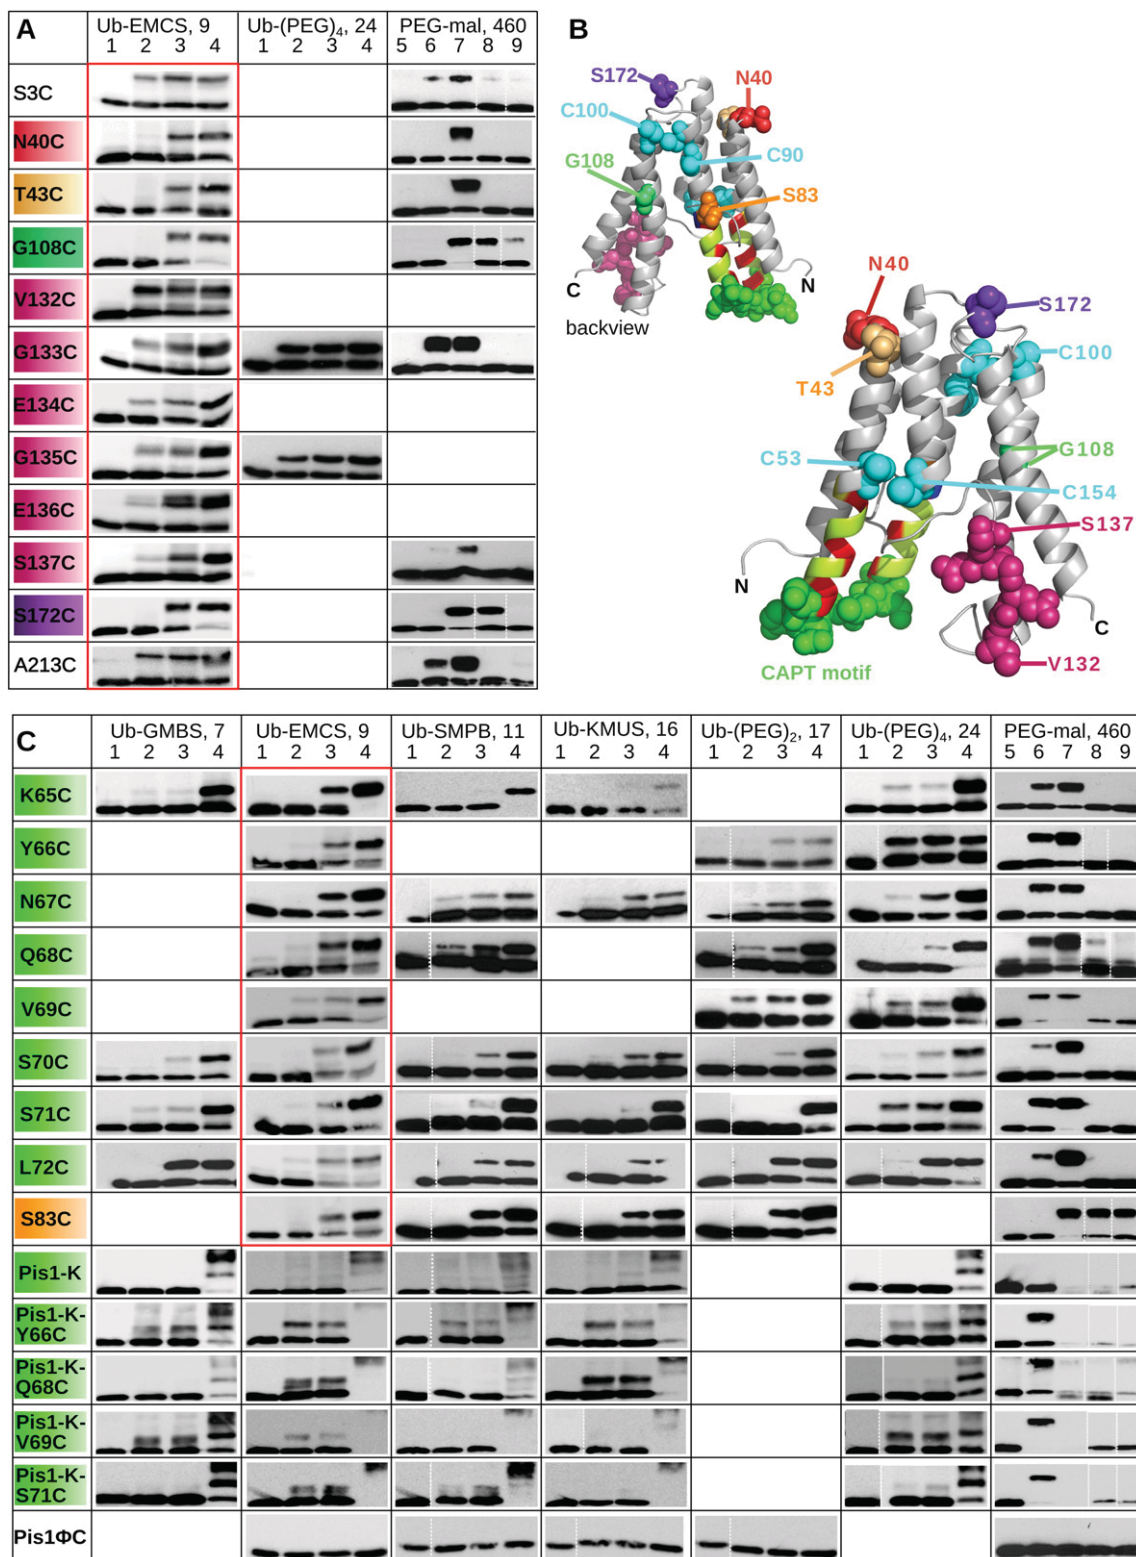 A
Ub-EMCS, 9
Ub-(PEG)₄, 24
PEG-mal, 460
1 2 3 4
1 2 3 4
5 6 7 8 9
S3C
N40C
T43C
G108C
V132C
G133C
E134C
G135C
E136C
S137C
S172C
A213C
B
S172
N40
C100
C90
G108
S83
C
N
backview
N40
S172
C100
T43
G108
C53
C154
S137
N
C
V132
CAPT motif
C
Ub-GMBS, 7
Ub-EMCS, 9
Ub-SMPB, 11
Ub-KMUS, 16
Ub-(PEG)₂, 17
Ub-(PEG)₄, 24
PEG-mal, 460
1 2 3 4
1 2 3 4
1 2 3 4
1 2 3 4
1 2 3 4
1 2 3 4
5 6 7 8 9
K65C
Y66C
N67C
Q68C
V69C
S70C
S71C
L72C
S83C
Pis1-K
Pis1-K-
Y66C
Pis1-K-
Q68C
Pis1-K-
V69C
Pis1-K-
S71C
Pis1ΦC